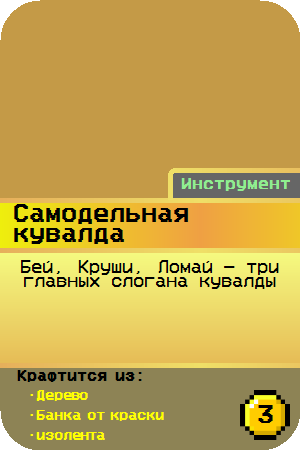 Инструмент
Самодельная
кувалда
Бей, Круши, Ломай — три
главных слогана кувалды
Крафтится из:
·Дерево
·Банка от краски
·изолента
3